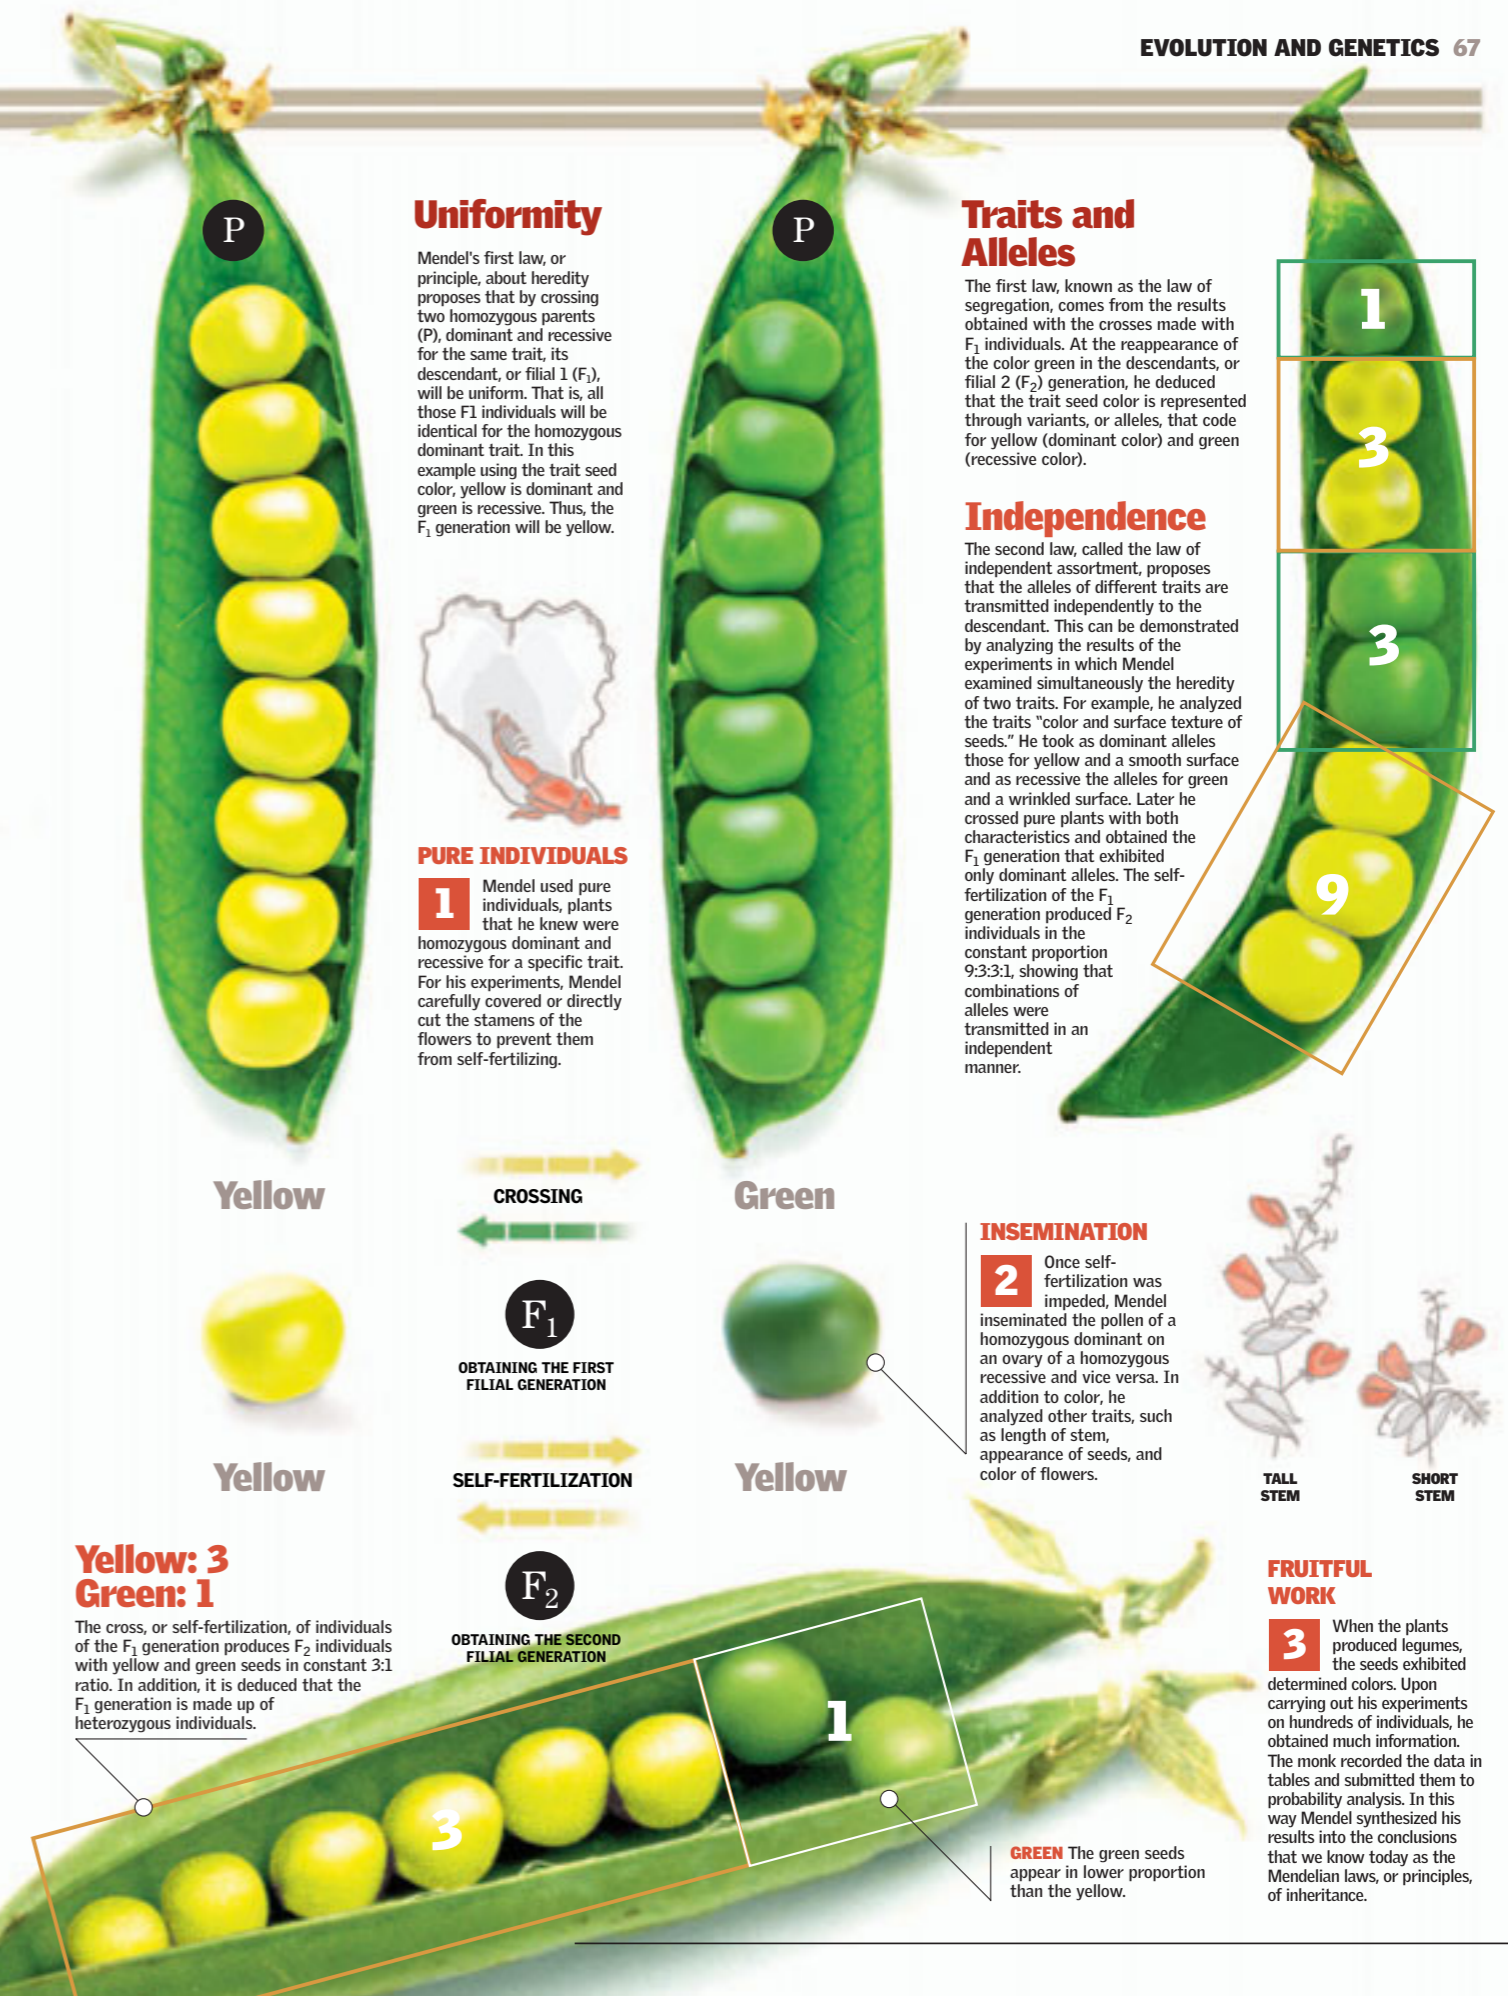 EVOLUTION AND GENETICS 67
P
Uniformity
Mendel's first law, or
principle, about heredity
proposes that by crossing
two homozygous parents
(P), dominant and recessive
for the same trait, its
descendant, or filial 1 (F₁),
will be uniform. That is, all
those F1 individuals will be
identical for the homozygous
dominant trait. In this
example using the trait seed
color, yellow is dominant and
green is recessive. Thus, the
F₁ generation will be yellow.
PURE INDIVIDUALS
1
Mendel used pure
individuals, plants
that he knew were
homozygous dominant and
recessive for a specific trait.
For his experiments, Mendel
carefully covered or directly
cut the stamens of the
flowers to prevent them
from self-fertilizing.
P
Traits and
Alleles
The first law, known as the law of
segregation, comes from the results
obtained with the crosses made with
F₁ individuals. At the reappearance of
the color green in the descendants, or
filial 2 (F₂) generation, he deduced
that the trait seed color is represented
through variants, or alleles, that code
for yellow (dominant color) and green
(recessive color).
Independence
The second law, called the law of
independent assortment, proposes
that the alleles of different traits are
transmitted independently to the
descendant. This can be demonstrated
by analyzing the results of the
experiments in which Mendel
examined simultaneously the heredity
of two traits. For example, he analyzed
the traits "color and surface texture of
seeds." He took as dominant alleles
those for yellow and a smooth surface
and as recessive the alleles for green
and a wrinkled surface. Later he
crossed pure plants with both
characteristics and obtained the
F₁ generation that exhibited
only dominant alleles. The self-
fertilization of the F₁
generation produced F₂
individuals in the
constant proportion
9:3:3:1, showing that
combinations of
alleles were
transmitted in an
independent
manner.
1
3
3
9
Yellow
CROSSING
Green
F₁
OBTAINING THE FIRST
FILIAL GENERATION
Yellow
SELF-FERTILIZATION
Yellow
INSEMINATION
2
Once self-
fertilization was
impeded, Mendel
inseminated the pollen of a
homozygous dominant on
an ovary of a homozygous
recessive and vice versa. In
addition to color, he
analyzed other traits, such
as length of stem,
appearance of seeds, and
color of flowers.
TALL
STEM
SHORT
STEM
Yellow: 3
Green: 1
The cross, or self-fertilization, of individuals
of the F₁ generation produces F₂ individuals
with yellow and green seeds in constant 3:1
ratio. In addition, it is deduced that the
F₁ generation is made up of
heterozygous individuals.
F₂
OBTAINING THE SECOND
FILIAL GENERATION
3
1
GREEN The green seeds
appear in lower proportion
than the yellow.
FRUITFUL
WORK
3
When the plants
produced legumes,
the seeds exhibited
determined colors. Upon
carrying out his experiments
on hundreds of individuals, he
obtained much information.
The monk recorded the data in
tables and submitted them to
probability analysis. In this
way Mendel synthesized his
results into the conclusions
that we know today as the
Mendelian laws, or principles,
of inheritance.